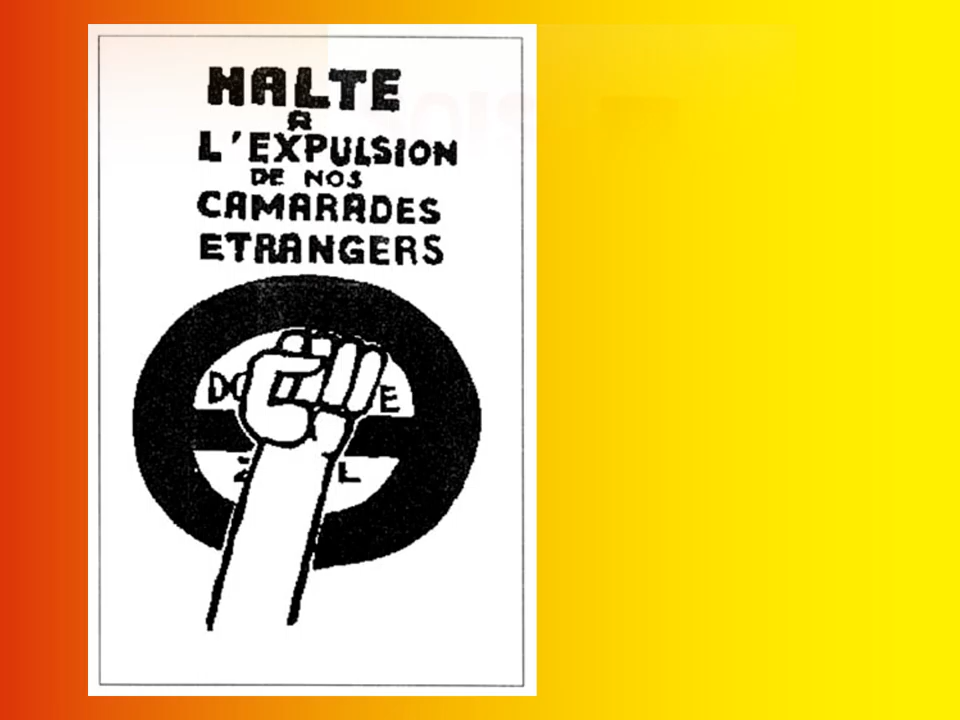 HALTE
A
L'EXPULSION
DE NOS
CAMARADES
ETRANGERS